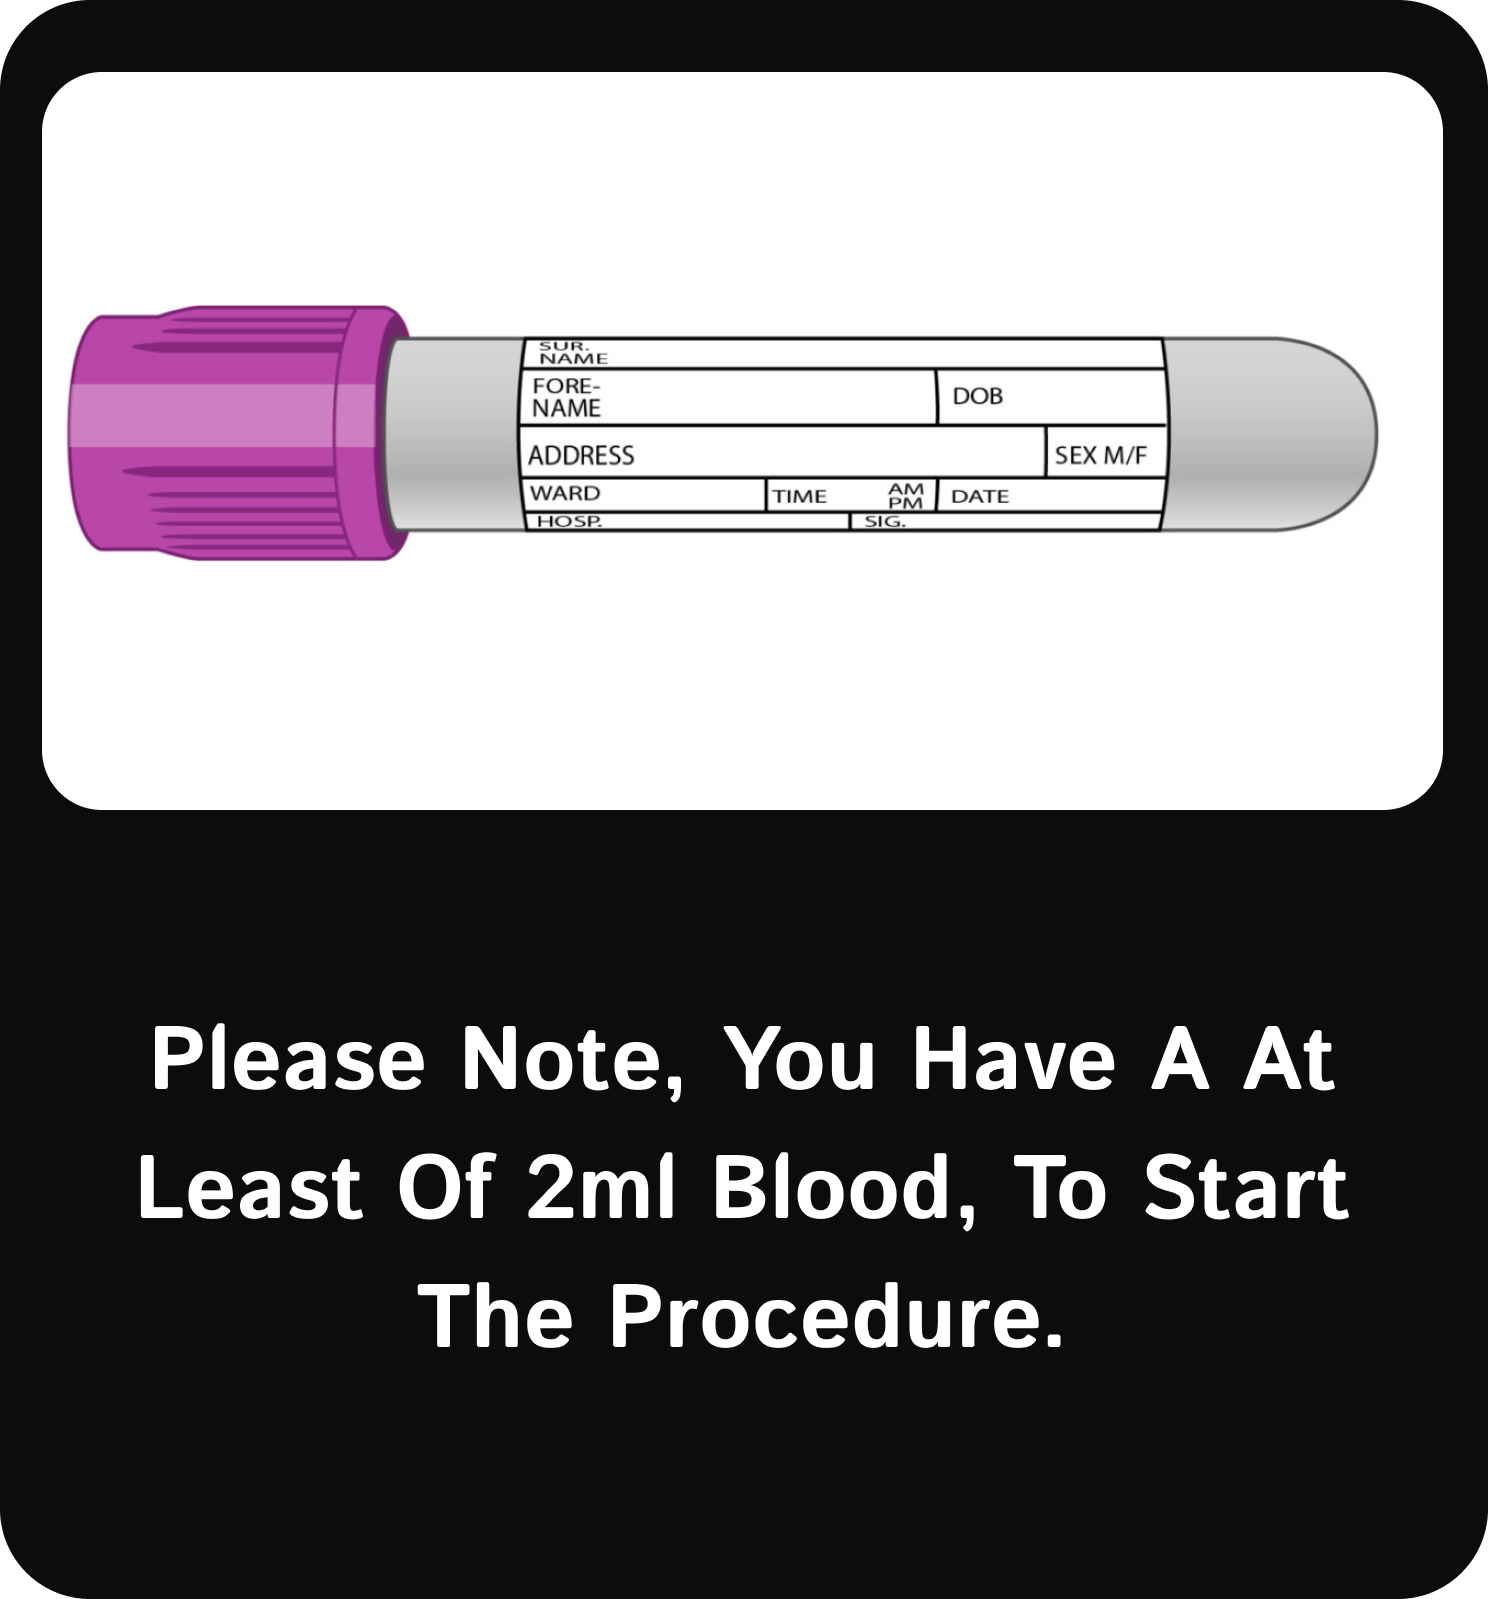 SUR.
NAME
FORE-
NAME
DOB
ADDRESS
SEX M/F
WARD
TIME
AM
PM
DATE
HOSP.
SIG.
Please Note, You Have A At
Least Of 2ml Blood, To Start
The Procedure.